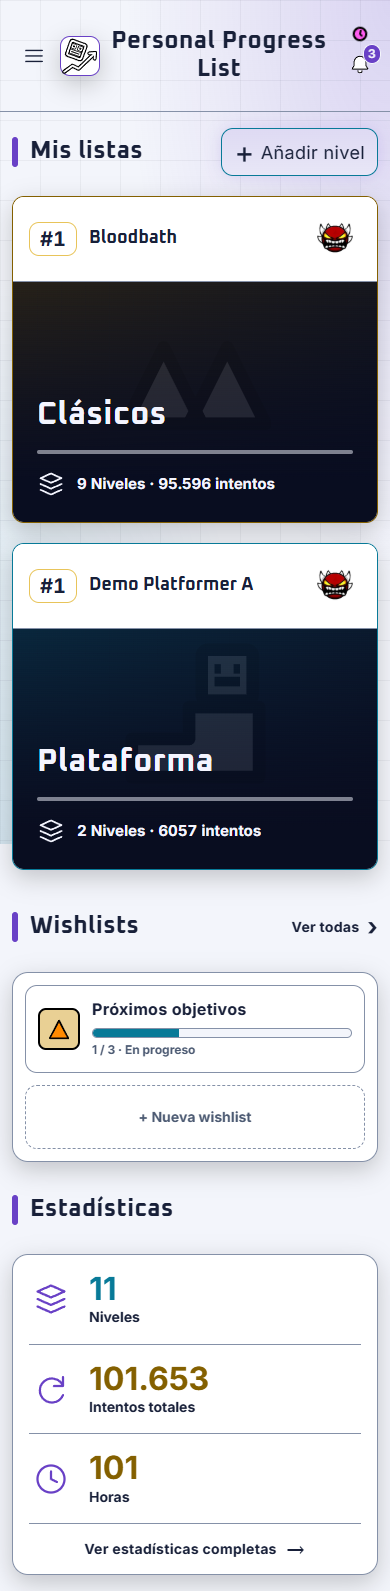 Personal Progress
List
3
Mis listas
+ Añadir nivel
#1 Bloodbath
Clásicos
9 Niveles · 95.596 intentos
#1 Demo Platformer A
Plataforma
2 Niveles · 6057 intentos
Wishlists
Ver todas ›
Próximos objetivos
1 / 3 · En progreso
+ Nueva wishlist
Estadísticas
11
Niveles
101.653
Intentos totales
101
Horas
Ver estadísticas completas →